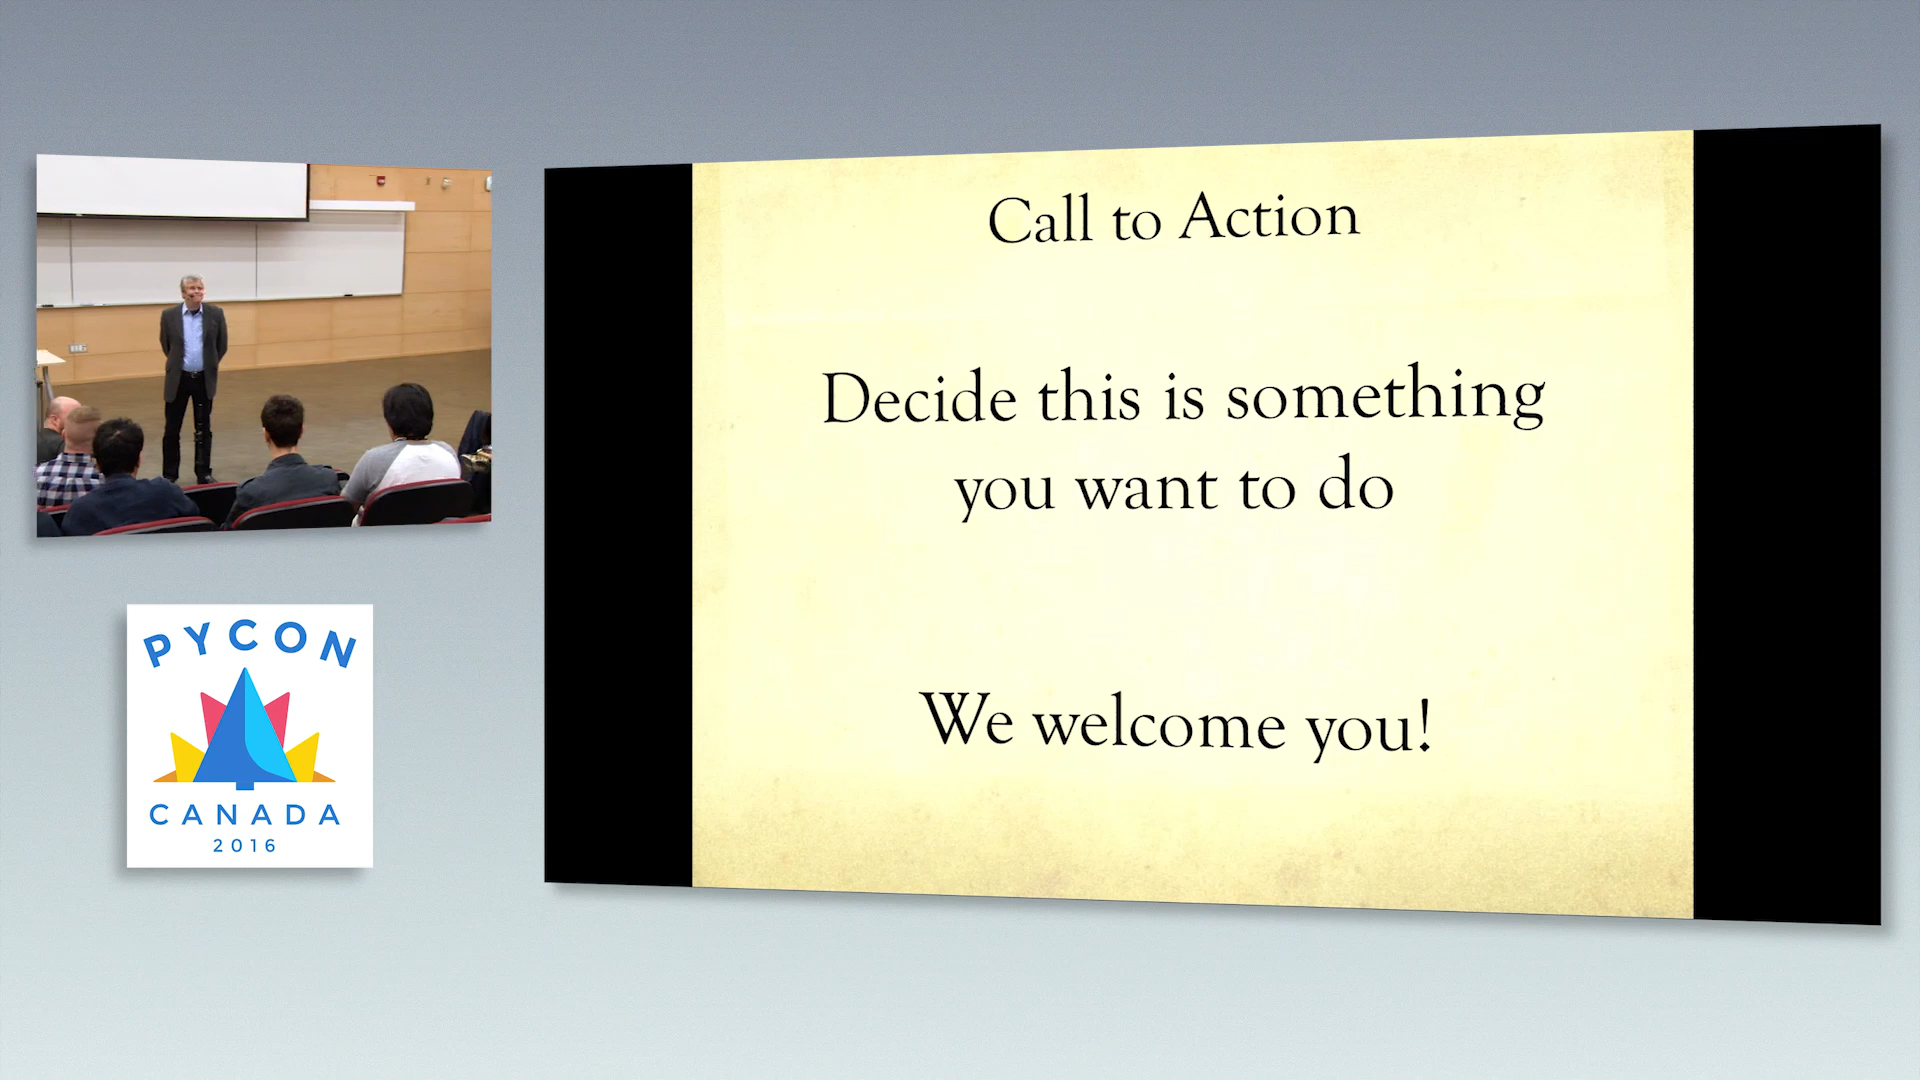 Call to Action
Decide this is something
you want to do
We welcome you!
PYCON
CANADA
2016